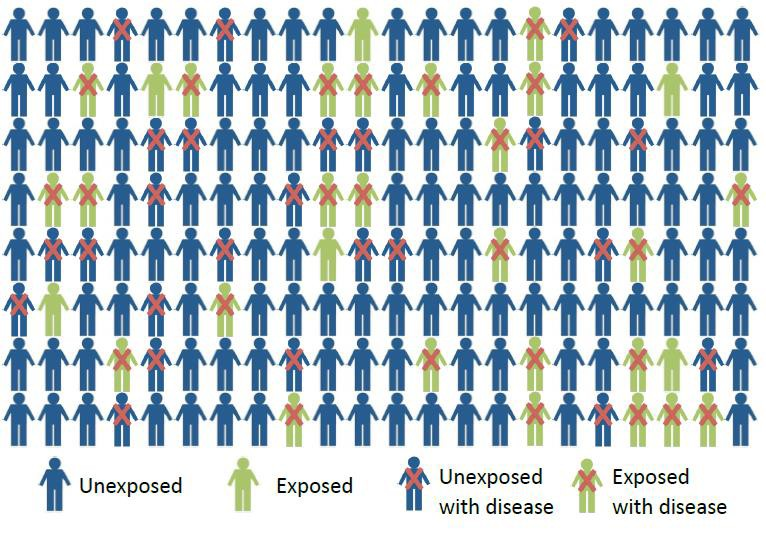 Unexposed
Exposed
Unexposed
with disease
Exposed
with disease